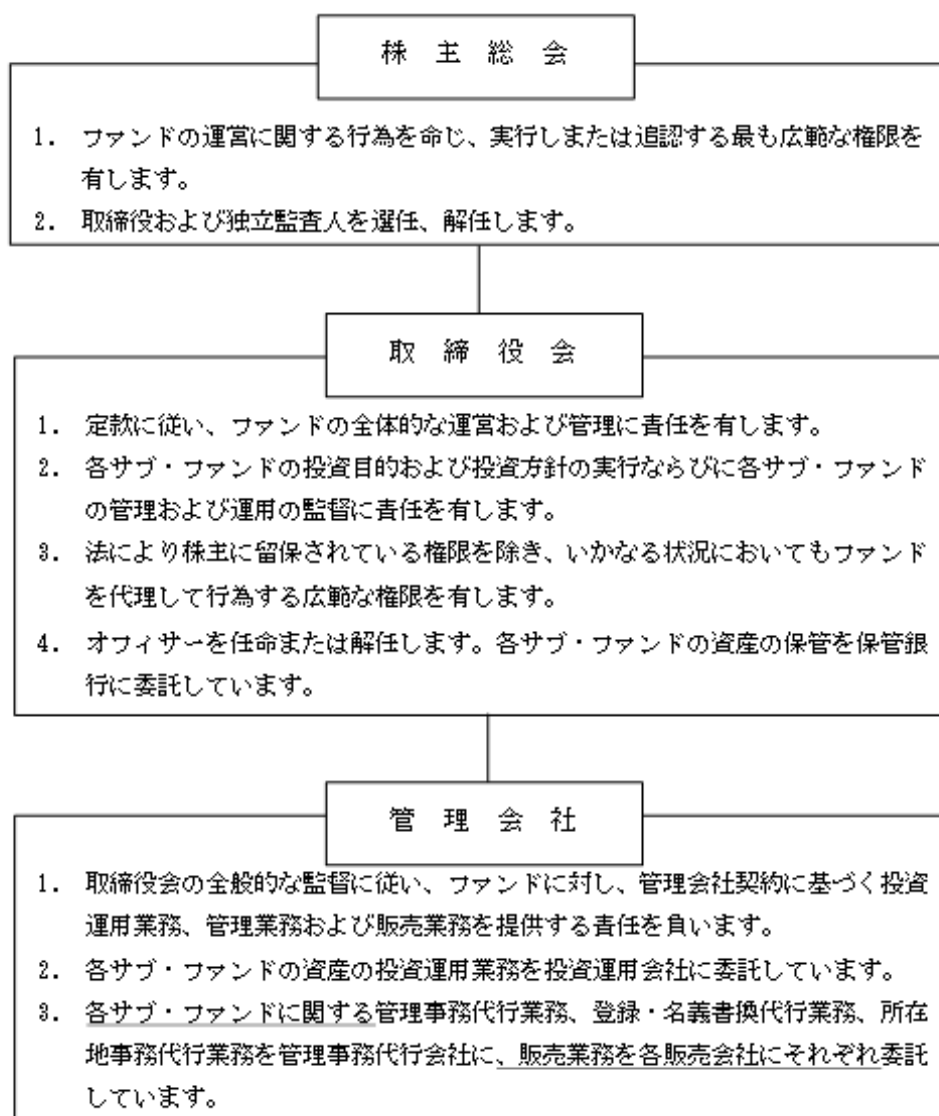 株 主 総 会
1. ファンドの運営に関する行為を命じ、実行しまたは追認する最も広範な権限を
有します。
2. 取締役および独立監査人を選任、解任します。
取 締 役 会
1. 定款に従い、ファンドの全体的な運営および管理に責任を有します。
2. 各サブ・ファンドの投資目的および投資方針の実行ならびに各サブ・ファンド
の管理および運用の監督に責任を有します。
3. 法により株主に留保されている権限を除き、いかなる状況においてもファンド
を代理して行為する広範な権限を有します。
4. オフィサーを任命または解任します。各サブ・ファンドの資産の保管を保管銀
行に委託しています。
管 理 会 社
1. 取締役会の全般的な監督に従い、ファンドに対し、管理会社契約に基づく投資
運用業務、管理業務および販売業務を提供する責任を負います。
2. 各サブ・ファンドの資産の投資運用業務を投資運用会社に委託しています。
3. 各サブ・ファンドに関する管理事務代行業務、登録・名義書換代行業務、所在
地事務代行業務を管理事務代行会社に、販売業務を各販売会社にそれぞれ委託
しています。